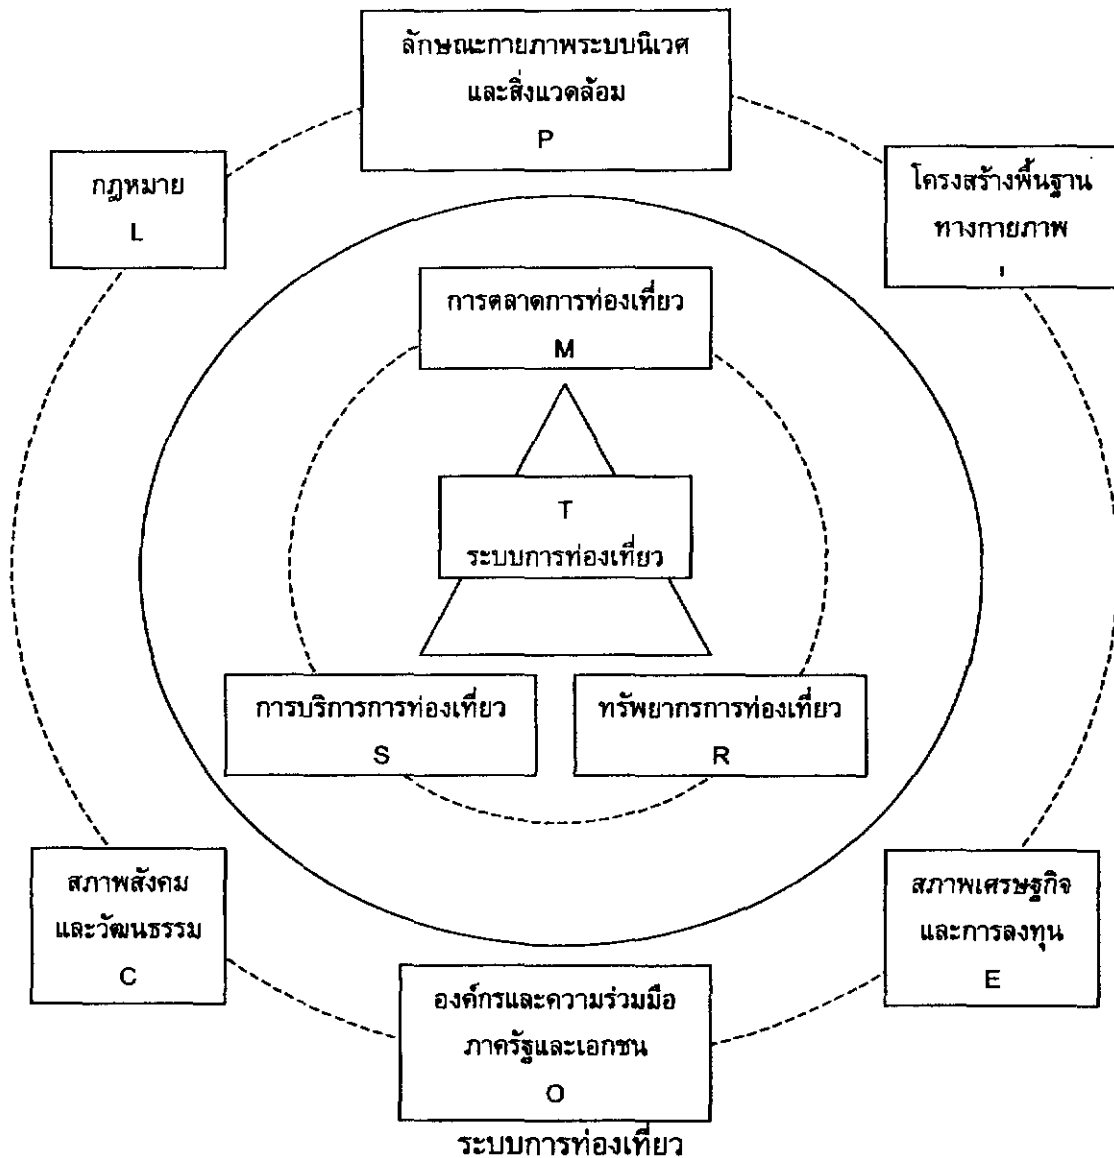 ลักษณะกายภาพระบบนิเวศ
และสิ่งแวดล้อม
P
กฎหมาย
L
โครงสร้างพื้นฐาน
ทางกายภาพ
I
การตลาดการท่องเที่ยว
M
T
ระบบการท่องเที่ยว
การบริการการท่องเที่ยว
S
ทรัพยากรการท่องเที่ยว
R
สภาพสังคม
และวัฒนธรรม
C
สภาพเศรษฐกิจ
และการลงทุน
E
องค์กรและความร่วมมือ
ภาครัฐและเอกชน
O
ระบบการท่องเที่ยว